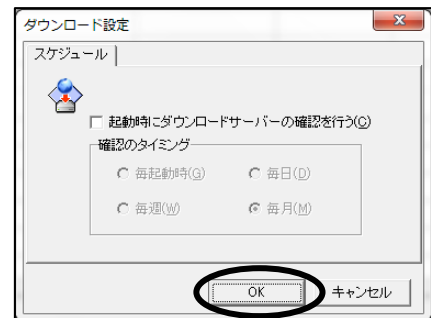 ダウンロード設定
スケジュール
起動時にダウンロードサーバーの確認を行う(C)
確認のタイミング
毎起動時(G) 毎日(D)
毎週(W) 毎月(M)
OK キャンセル